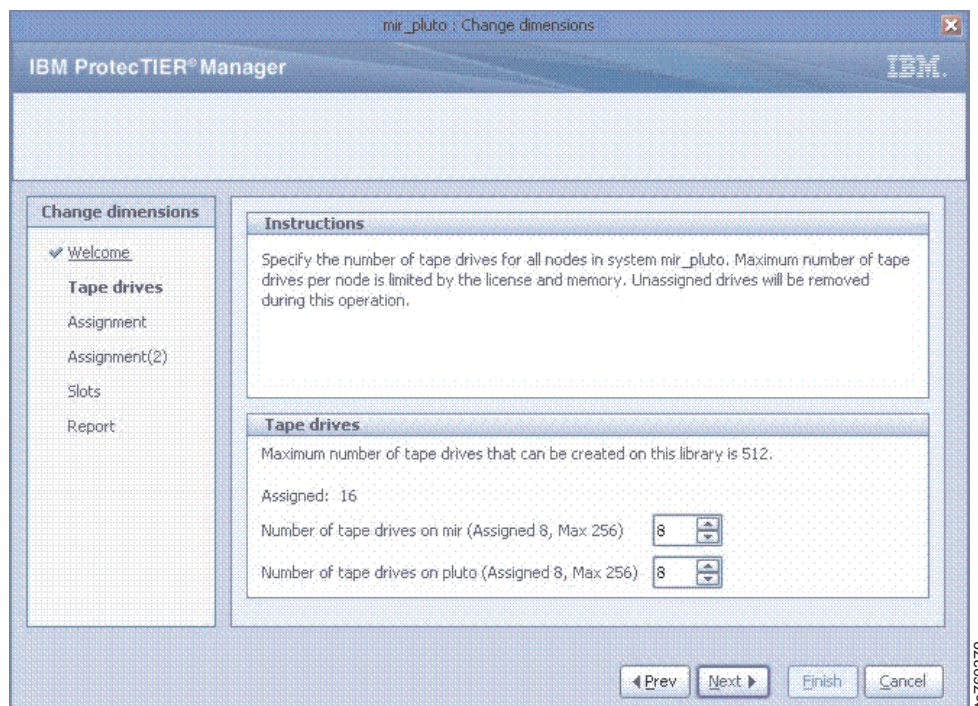 mir_pluto : Change dimensions
IBM ProtecTIER® Manager
IBM.
Change dimensions
Welcome
Tape drives
Assignment
Assignment(2)
Slots
Report
Instructions
Specify the number of tape drives for all nodes in system mir_pluto. Maximum number of tape
drives per node is limited by the license and memory. Unassigned drives will be removed
during this operation.
Tape drives
Maximum number of tape drives that can be created on this library is 512.
Assigned: 16
Number of tape drives on mir (Assigned 8, Max 256) 8
Number of tape drives on pluto (Assigned 8, Max 256) 8
Prev Next Finish Cancel